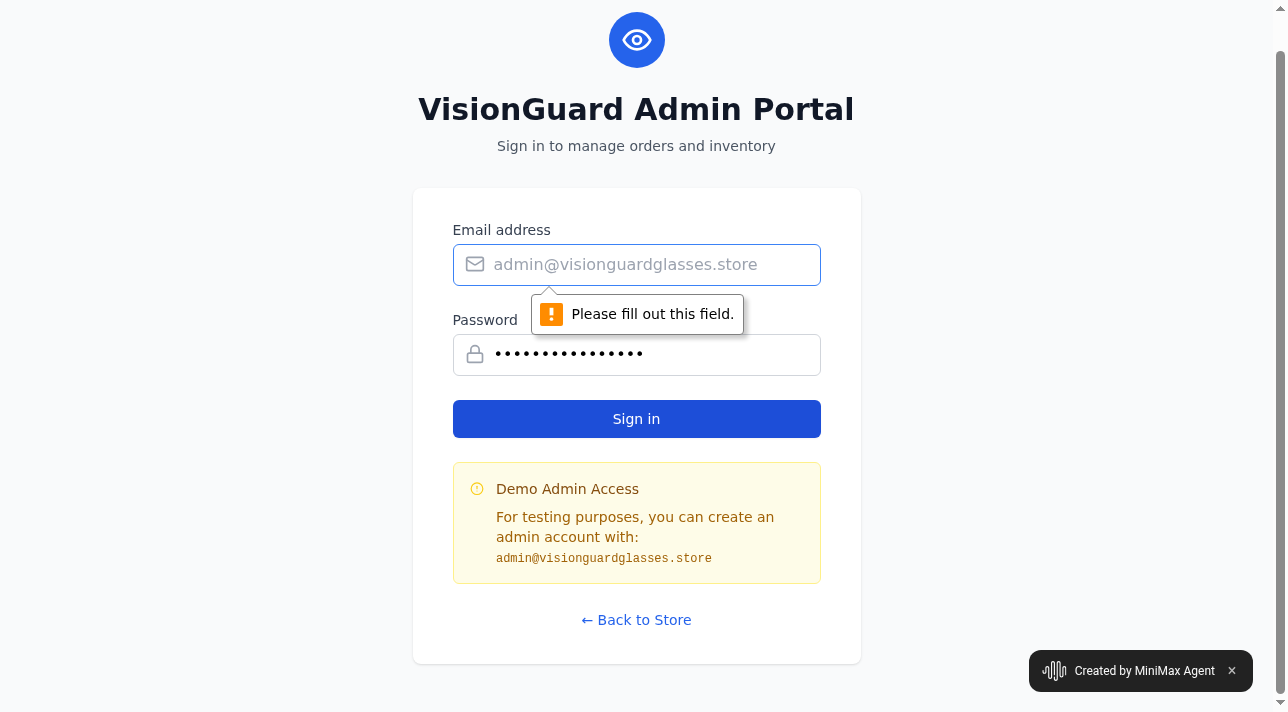 VisionGuard Admin Portal
Sign in to manage orders and inventory
Email address
admin@visionguardglasses.store
Please fill out this field.
Password
••••••••••••••••
Sign in
Demo Admin Access
For testing purposes, you can create an
admin account with:
admin@visionguardglasses.store
← Back to Store
Created by MiniMax Agent ×